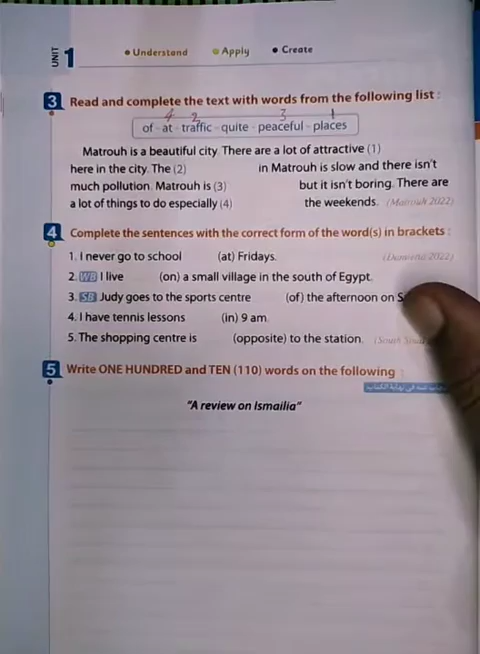 UNIT 1 • Understand • Apply • Create
3 Read and complete the text with words from the following list :
4 2 3 1
of - at - traffic - quite - peaceful - places
Matrouh is a beautiful city. There are a lot of attractive (1)
here in the city. The (2) in Matrouh is slow and there isn't
much pollution. Matrouh is (3) but it isn't boring. There are
a lot of things to do especially (4) the weekends. (Matrouh 2022)
4 Complete the sentences with the correct form of the word(s) in brackets :
1. I never go to school (at) Fridays. (Damietta 2022)
2. WB I live (on) a small village in the south of Egypt.
3. SB Judy goes to the sports centre (of) the afternoon on S
4. I have tennis lessons (in) 9 am.
5. The shopping centre is (opposite) to the station. (South Sinai
5 Write ONE HUNDRED and TEN (110) words on the following :
فى نهاية الكتاب
"A review on Ismailia"